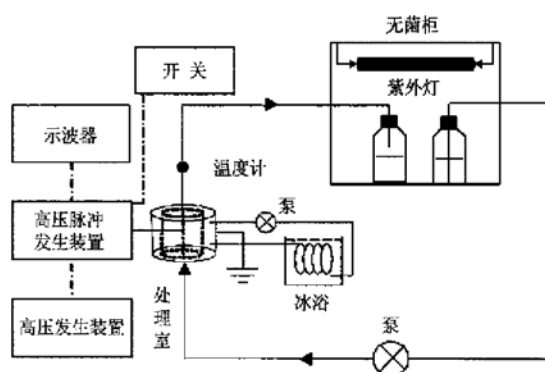 无菌柜
开 关
紫外灯
示波器
温度计
泵
高压脉冲
发生装置
处
理
室
冰浴
高压发生装置
泵